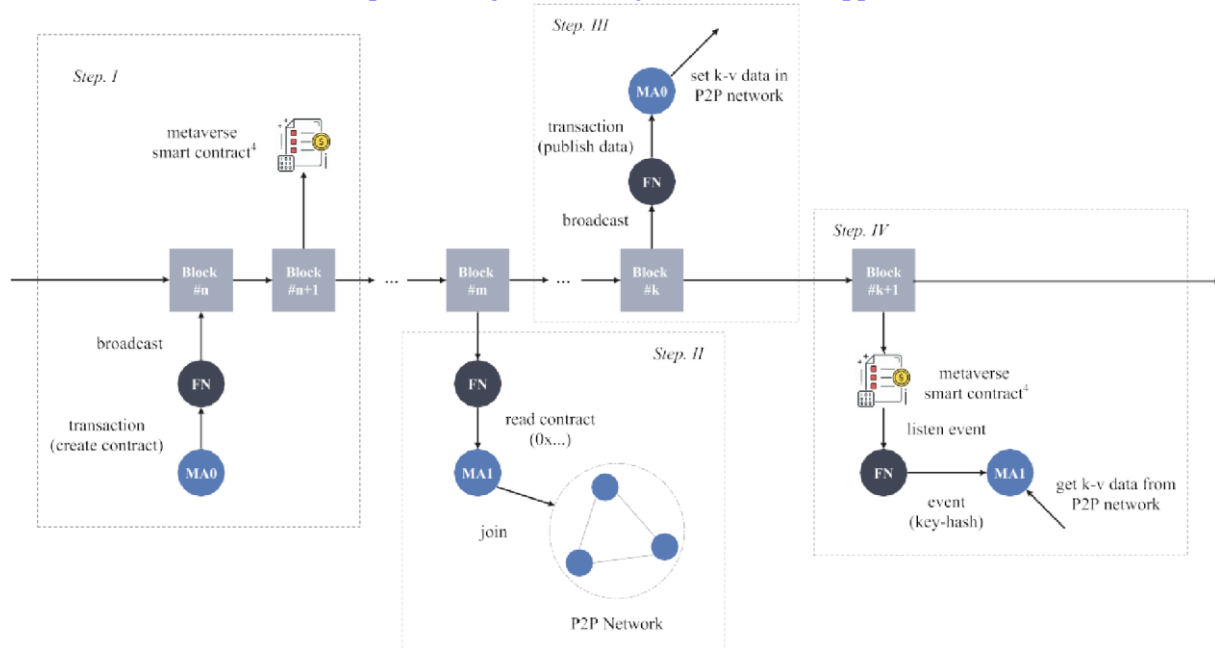 Step. I
metaverse
smart contract4
Block
#n
Block
#n+1
broadcast
FN
transaction
(create contract)
MA0
...
Block
#m
...
Step. II
FN
read contract
(0x...)
MA1
join
P2P Network
Step. III
MA0
set k-v data in
P2P network
transaction
(publish data)
FN
broadcast
Block
#k
Step. IV
Block
#k+1
metaverse
smart contract4
listen event
FN
MA1
event
(key-hash)
get k-v data from
P2P network